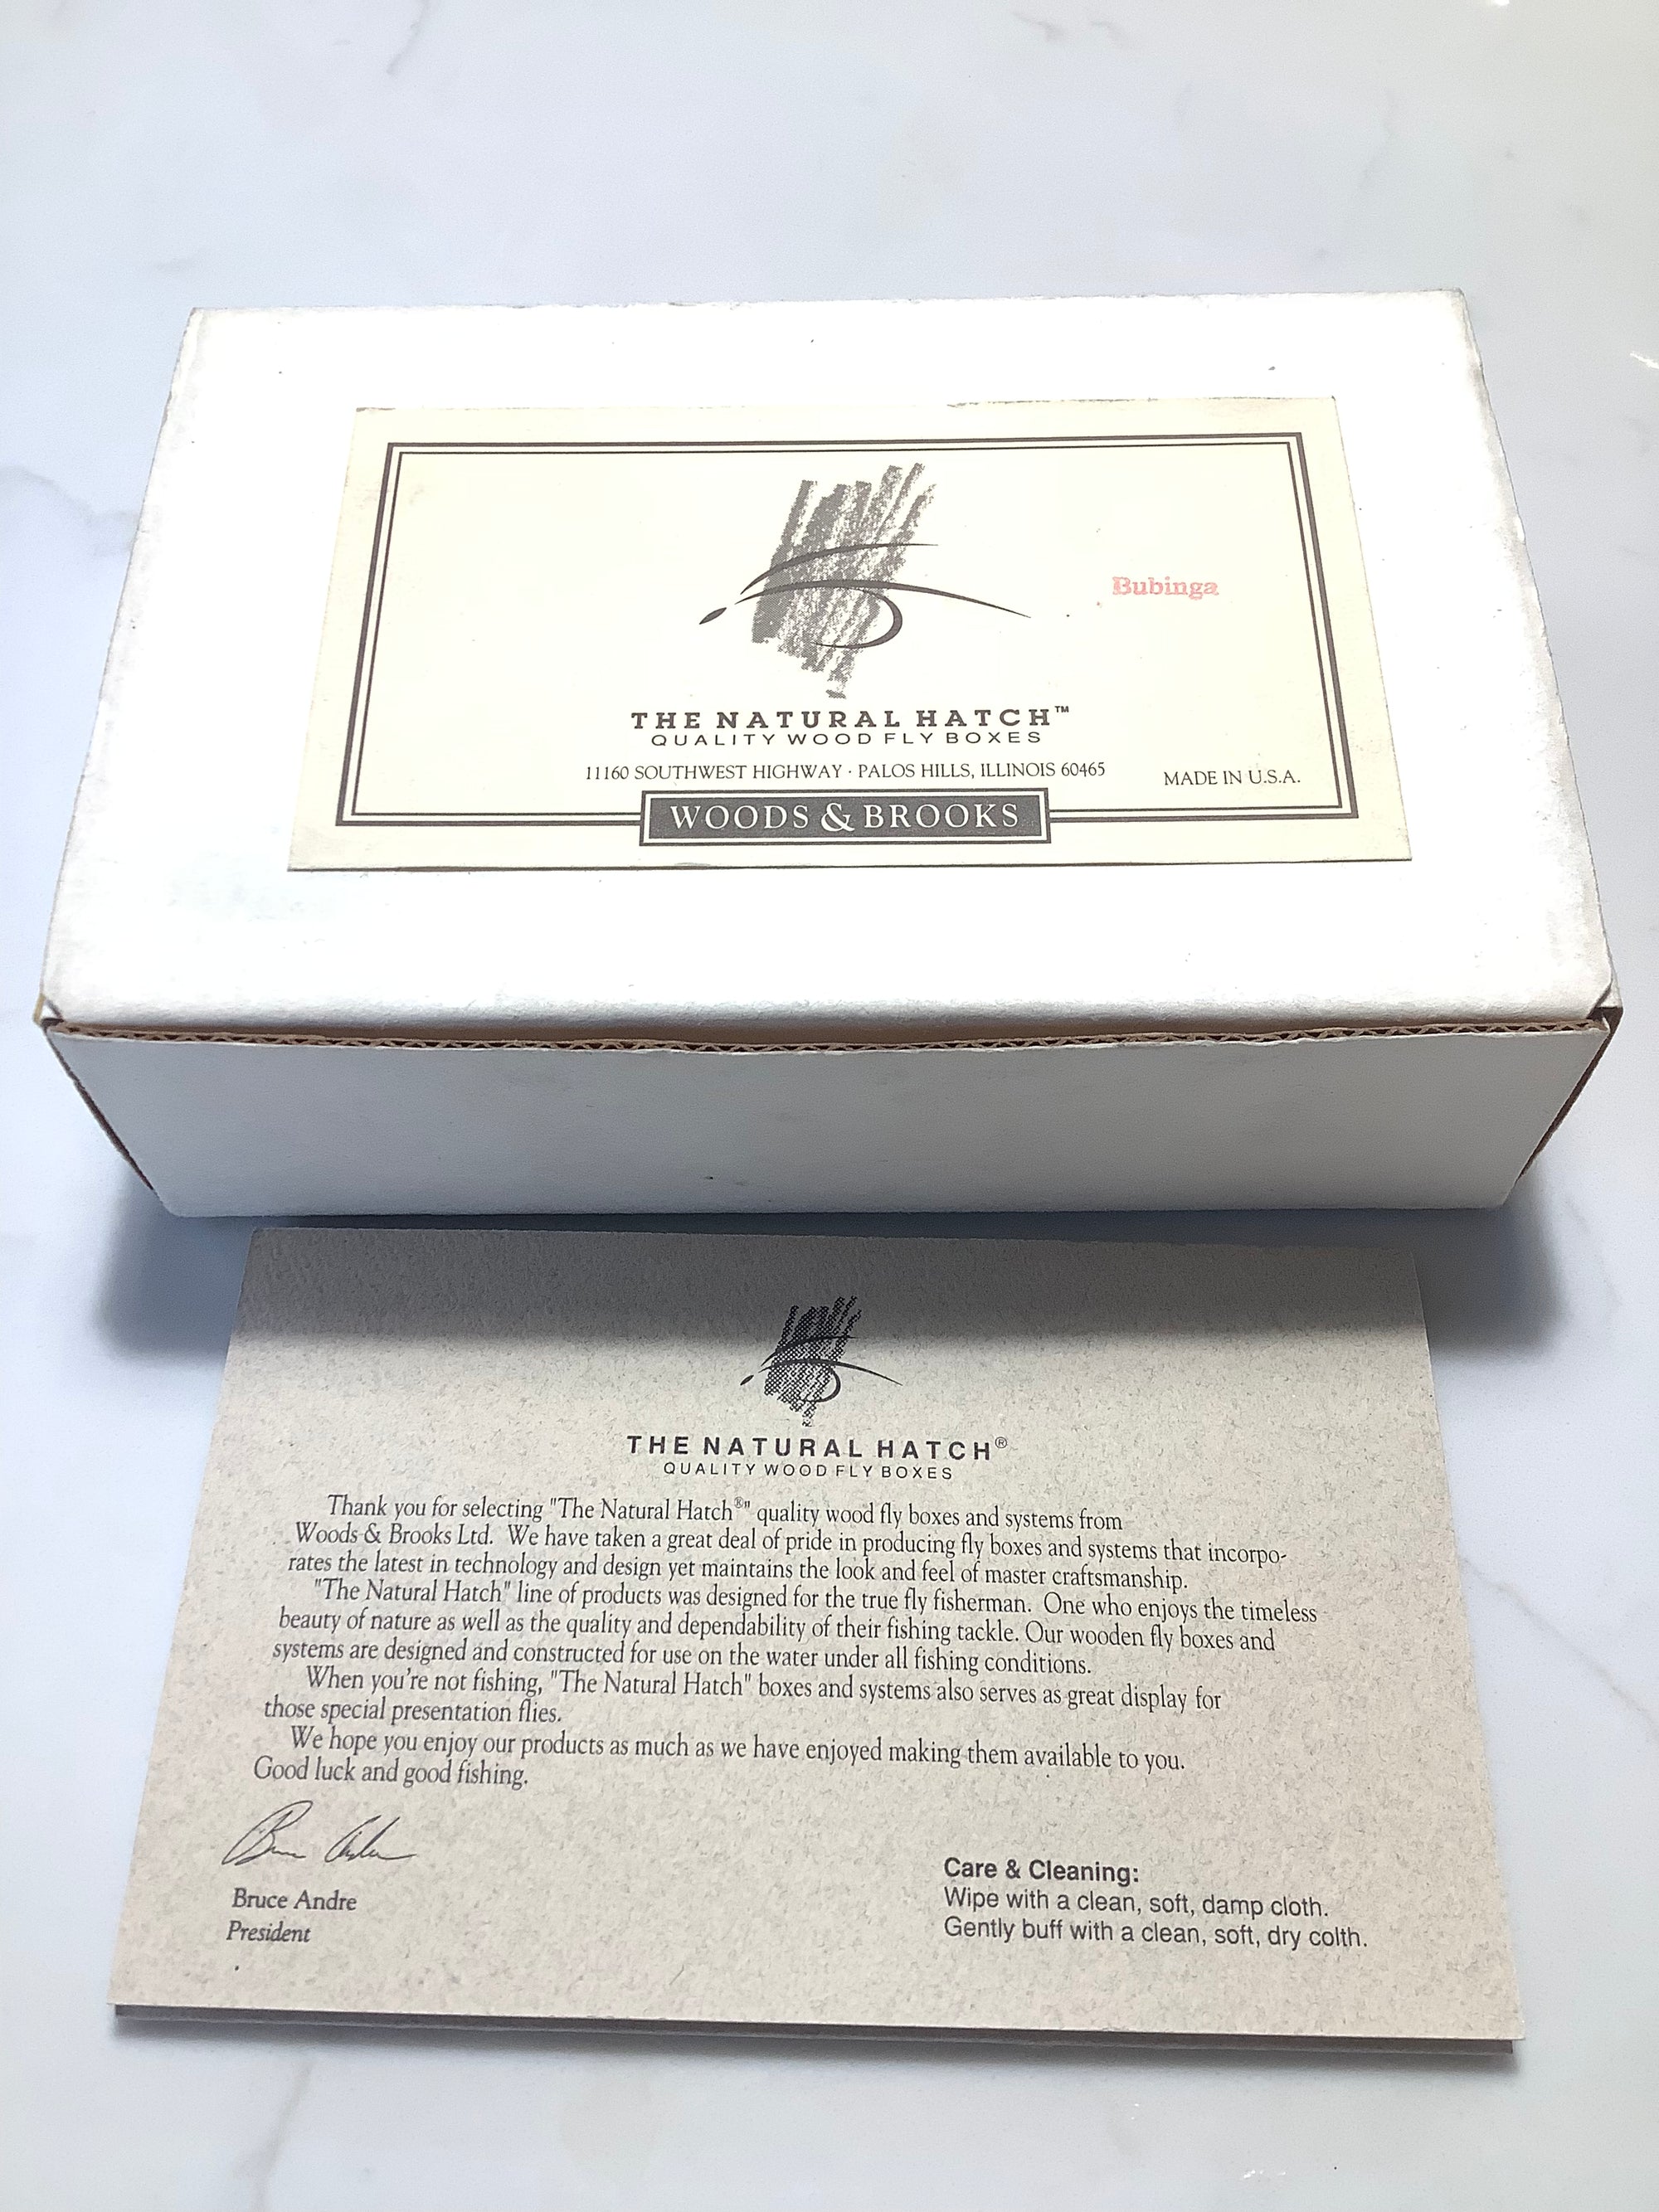 Bubinga
THE NATURAL HATCH™
QUALITY WOOD FLY BOXES
11160 SOUTHWEST HIGHWAY · PALOS HILLS, ILLINOIS 60465
MADE IN U.S.A.
WOODS & BROOKS
THE NATURAL HATCH®
QUALITY WOOD FLY BOXES
Thank you for selecting "The Natural Hatch®" quality wood fly boxes and systems from
Woods & Brooks Ltd. We have taken a great deal of pride in producing fly boxes and systems that incorpo-
rates the latest in technology and design yet maintains the look and feel of master craftsmanship.
"The Natural Hatch" line of products was designed for the true fly fisherman. One who enjoys the timeless
beauty of nature as well as the quality and dependability of their fishing tackle. Our wooden fly boxes and
systems are designed and constructed for use on the water under all fishing conditions.
When you're not fishing, "The Natural Hatch" boxes and systems also serves as great display for
those special presentation flies.
We hope you enjoy our products as much as we have enjoyed making them available to you.
Good luck and good fishing.
Bruce Andre
Bruce Andre
President
Care & Cleaning:
Wipe with a clean, soft, damp cloth.
Gently buff with a clean, soft, dry colth.